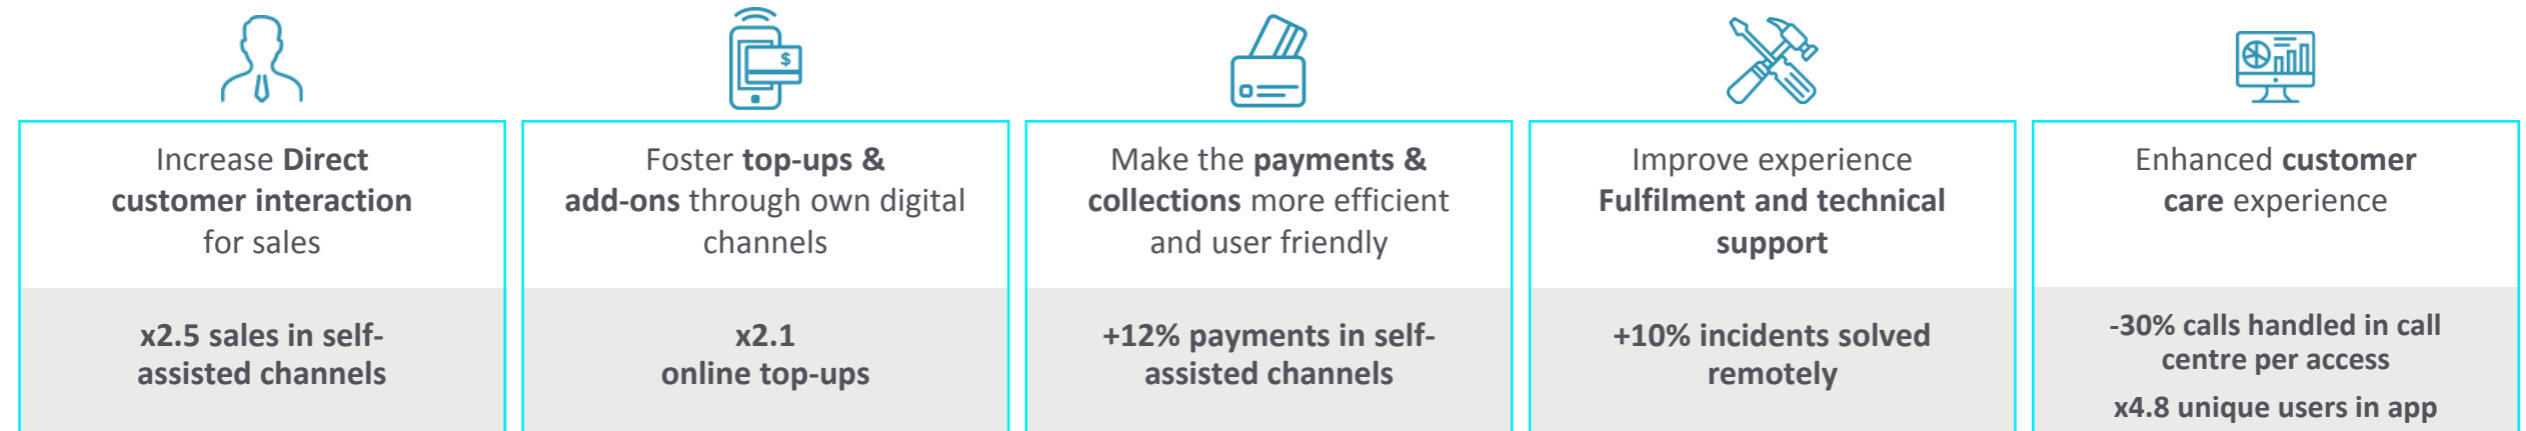 $
Increase Direct
customer interaction
for sales
x2.5 sales in self-
assisted channels
Foster top-ups &
add-ons through own digital
channels
x2.1
online top-ups
Make the payments &
collections more efficient
and user friendly
+12% payments in self-
assisted channels
Improve experience
Fulfilment and technical
support
+10% incidents solved
remotely
Enhanced customer
care experience
-30% calls handled in call
centre per access
x4.8 unique users in app